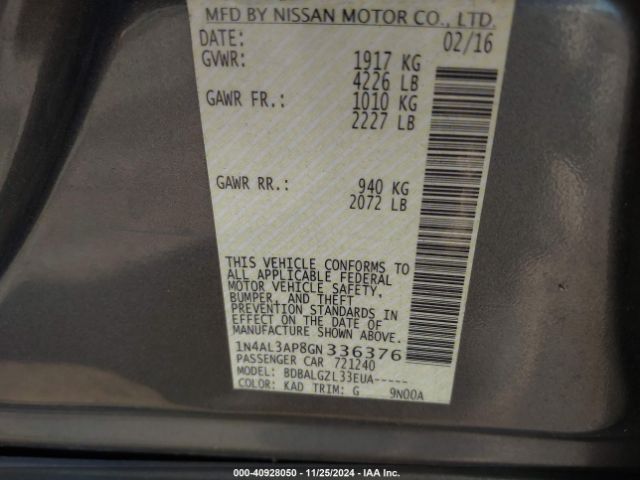 MFD BY NISSAN MOTOR CO., LTD.
DATE: 02/16
GVWR: 1917 KG
4226 LB
GAWR FR.: 1010 KG
2227 LB
GAWR RR.: 940 KG
2072 LB
THIS VEHICLE CONFORMS TO
ALL APPLICABLE FEDERAL
MOTOR VEHICLE SAFETY,
BUMPER, AND THEFT
PREVENTION STANDARDS IN
EFFECT ON THE DATE OF
MANUFACTURE SHOWN ABOVE.
1N4AL3AP8GN336376
PASSENGER CAR 721240
MODEL: BDBALGZL33EUA-----
COLOR: KAD TRIM: G 9N00A
000-40928050 - 11/25/2024 - IAA Inc.